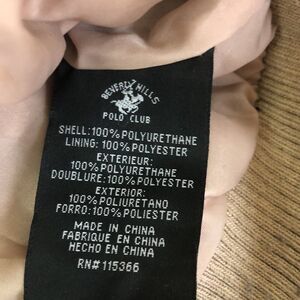 BEVERLY HILLS
POLO CLUB
SHELL:100%POLYURETHANE
LINING: 100%POLYESTER
EXTERIEUR:
100%POLYURETHANE
DOUBLURE:100%POLYESTER
EXTERIOR:
100%POLIURETANO
FORRO:100%POLIESTER
MADE IN CHINA
FABRIQUE EN CHINA
HECHO EN CHINA
RN#115366